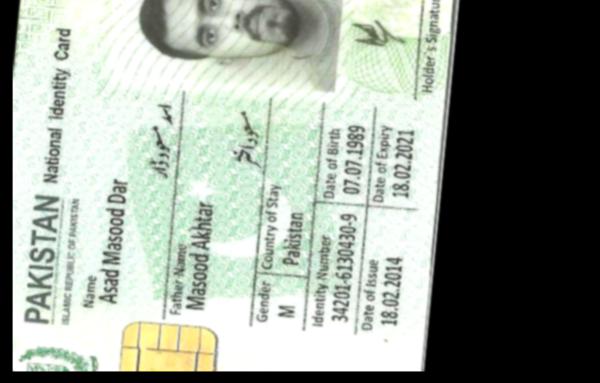 PAKISTAN National Identity Card
ISLAMIC REPUBLIC OF PAKISTAN
Name
Asad Masood Dar
اسد مسعود ڈار
Father Name
Masood Akhtar
مسعود اختر
Gender Country of Stay
M Pakistan
Identity Number Date of Birth
34201-6130430-9 07.07.1989
Date of Issue Date of Expiry
18.02.2014 18.02.2021
Holder's Signature